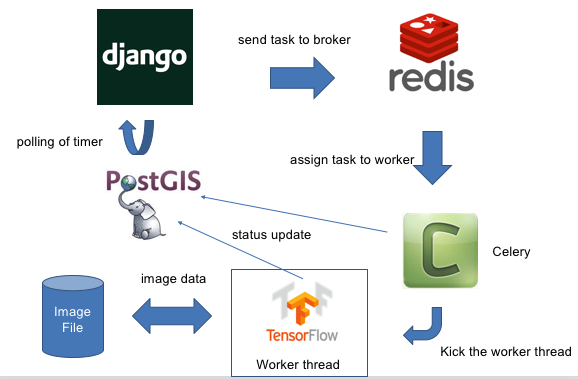 django
send task to broker
redis
polling of timer
assign task to worker
PostGIS
status update
C
Celery
image data
Image
File
TensorFlow
Worker thread
Kick the worker thread